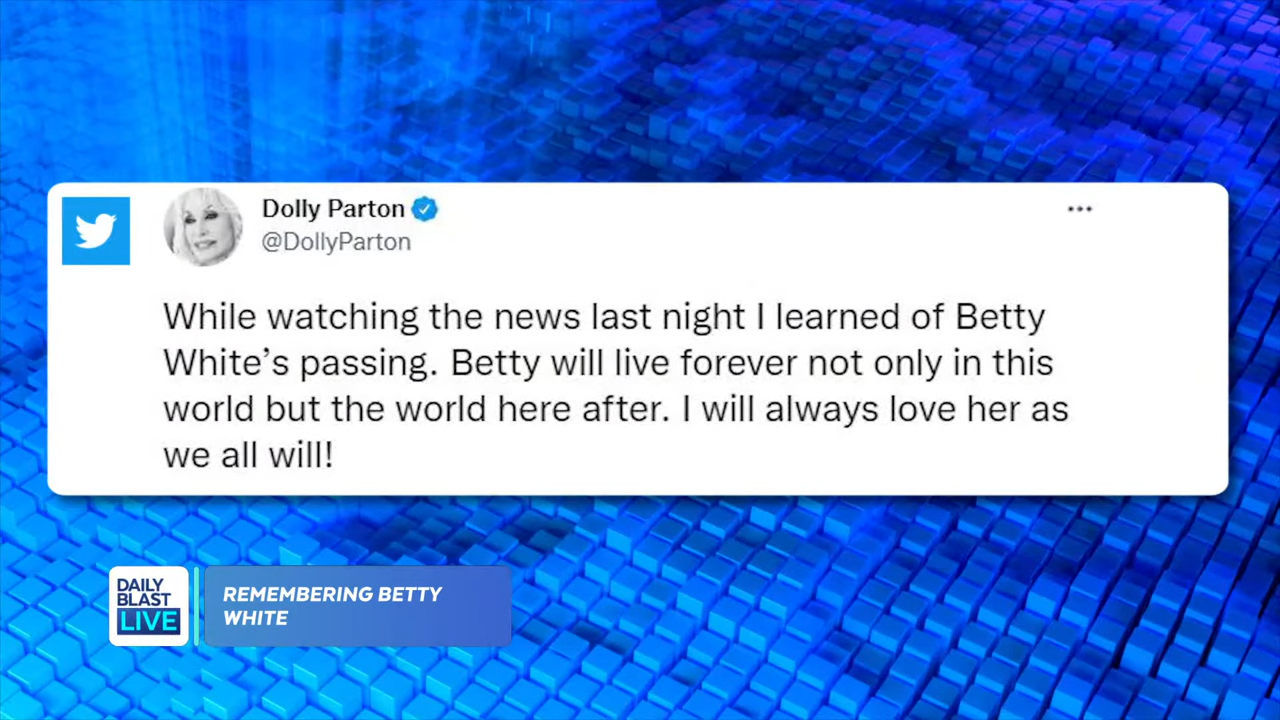 Dolly Parton
@DollyParton
While watching the news last night I learned of Betty
White’s passing. Betty will live forever not only in this
world but the world here after. I will always love her as
we all will!
DAILY
BLAST
LIVE
REMEMBERING BETTY
WHITE